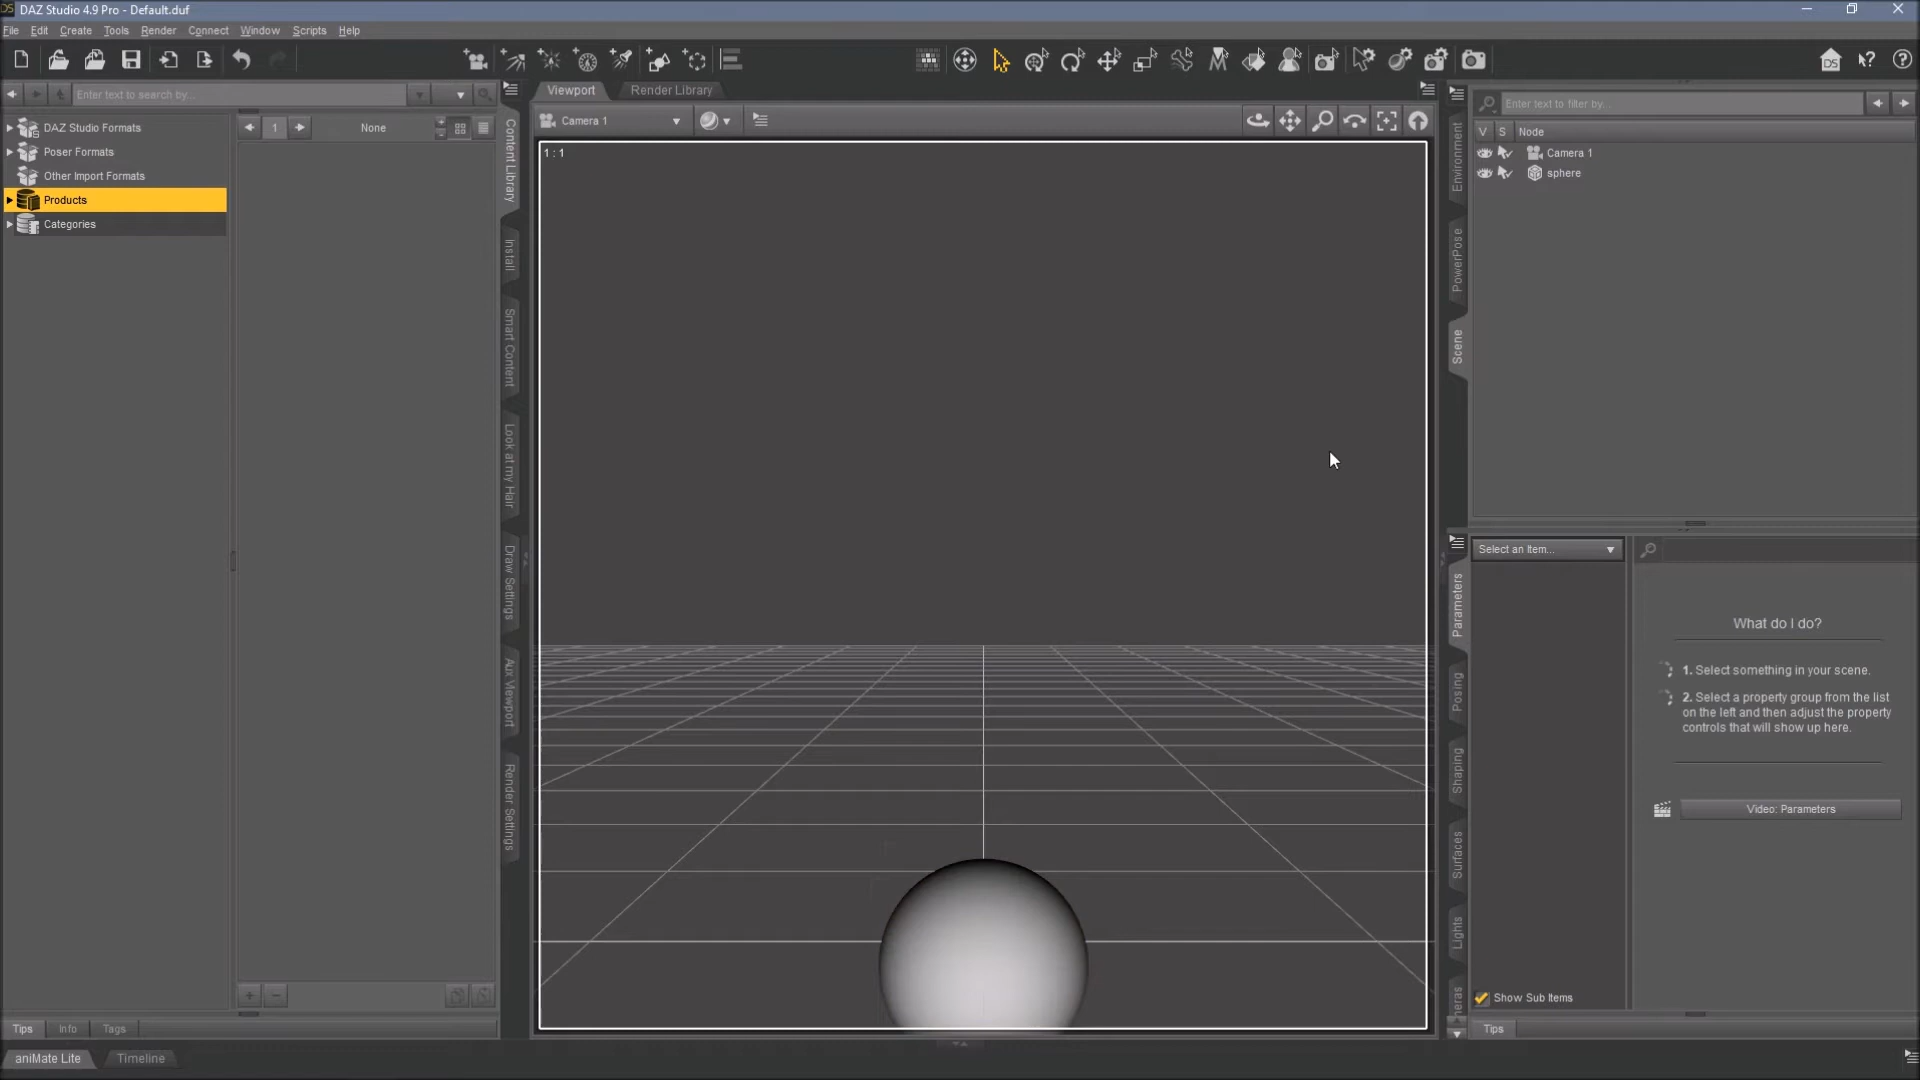 DAZ Studio 4.9 Pro - Default.duf
File Edit Create Tools Render Connect Window Scripts Help
Enter text to search by...
DAZ Studio Formats
Poser Formats
Other Import Formats
Products
Categories
1
None
Content Library
Install
Smart Content
Look at my Hair
Draw Settings
Aux Viewport
Render Settings
Tips Info Tags
aniMate Lite Timeline
Viewport Render Library
Camera 1
1 : 1
Environment
PowerPose
Scene
Enter text to filter by...
V S Node
Camera 1
sphere
Parameters
Posing
Shaping
Surfaces
Lights
Select an Item...
What do I do?
1. Select something in your scene.
2. Select a property group from the list
on the left and then adjust the property
controls that will show up here.
Video: Parameters
Show Sub Items
Tips